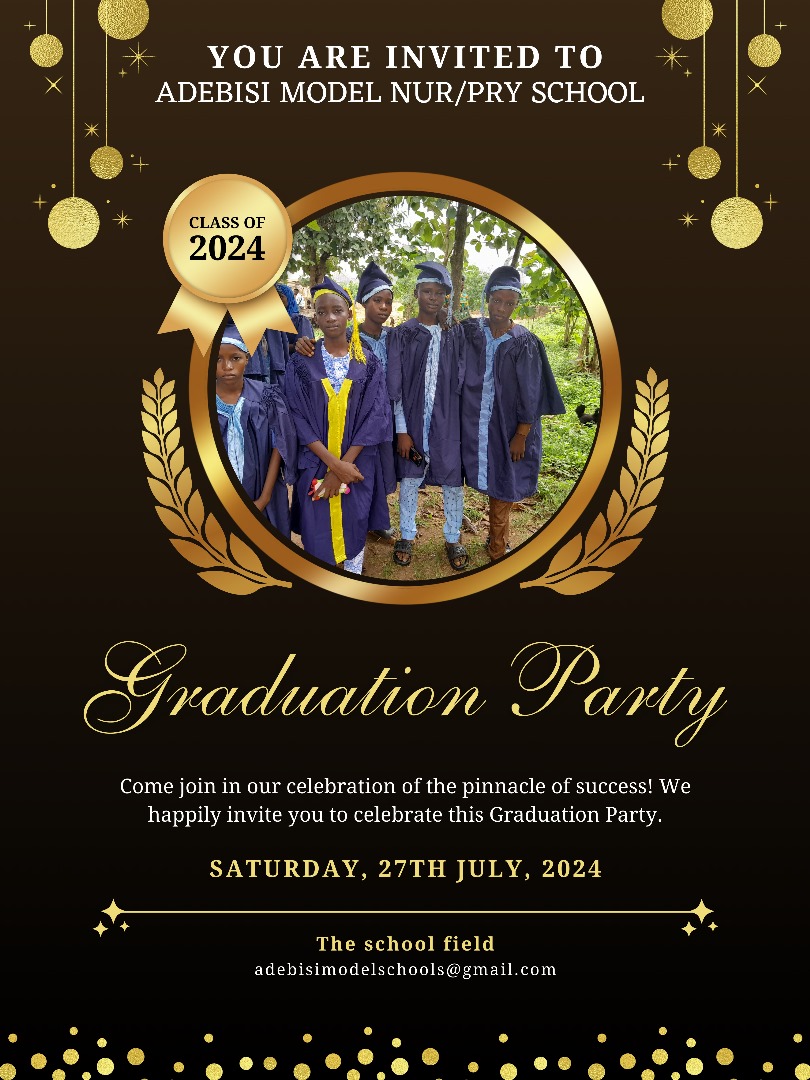 YOU ARE INVITED TO
ADEBISI MODEL NUR/PRY SCHOOL
CLASS OF
2024
Graduation Party
Come join in our celebration of the pinnacle of success! We
happily invite you to celebrate this Graduation Party.
SATURDAY, 27TH JULY, 2024
The school field
adebisimodelschools@gmail.com